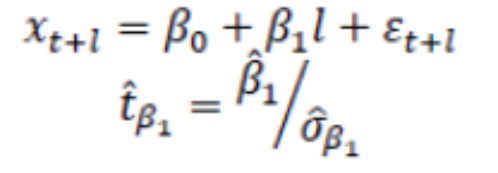 x_{t+l} = β_0 + β_1 l + ε_{t+l}
t̂_{β_1} = β̂_1 / σ̂_{β_1}